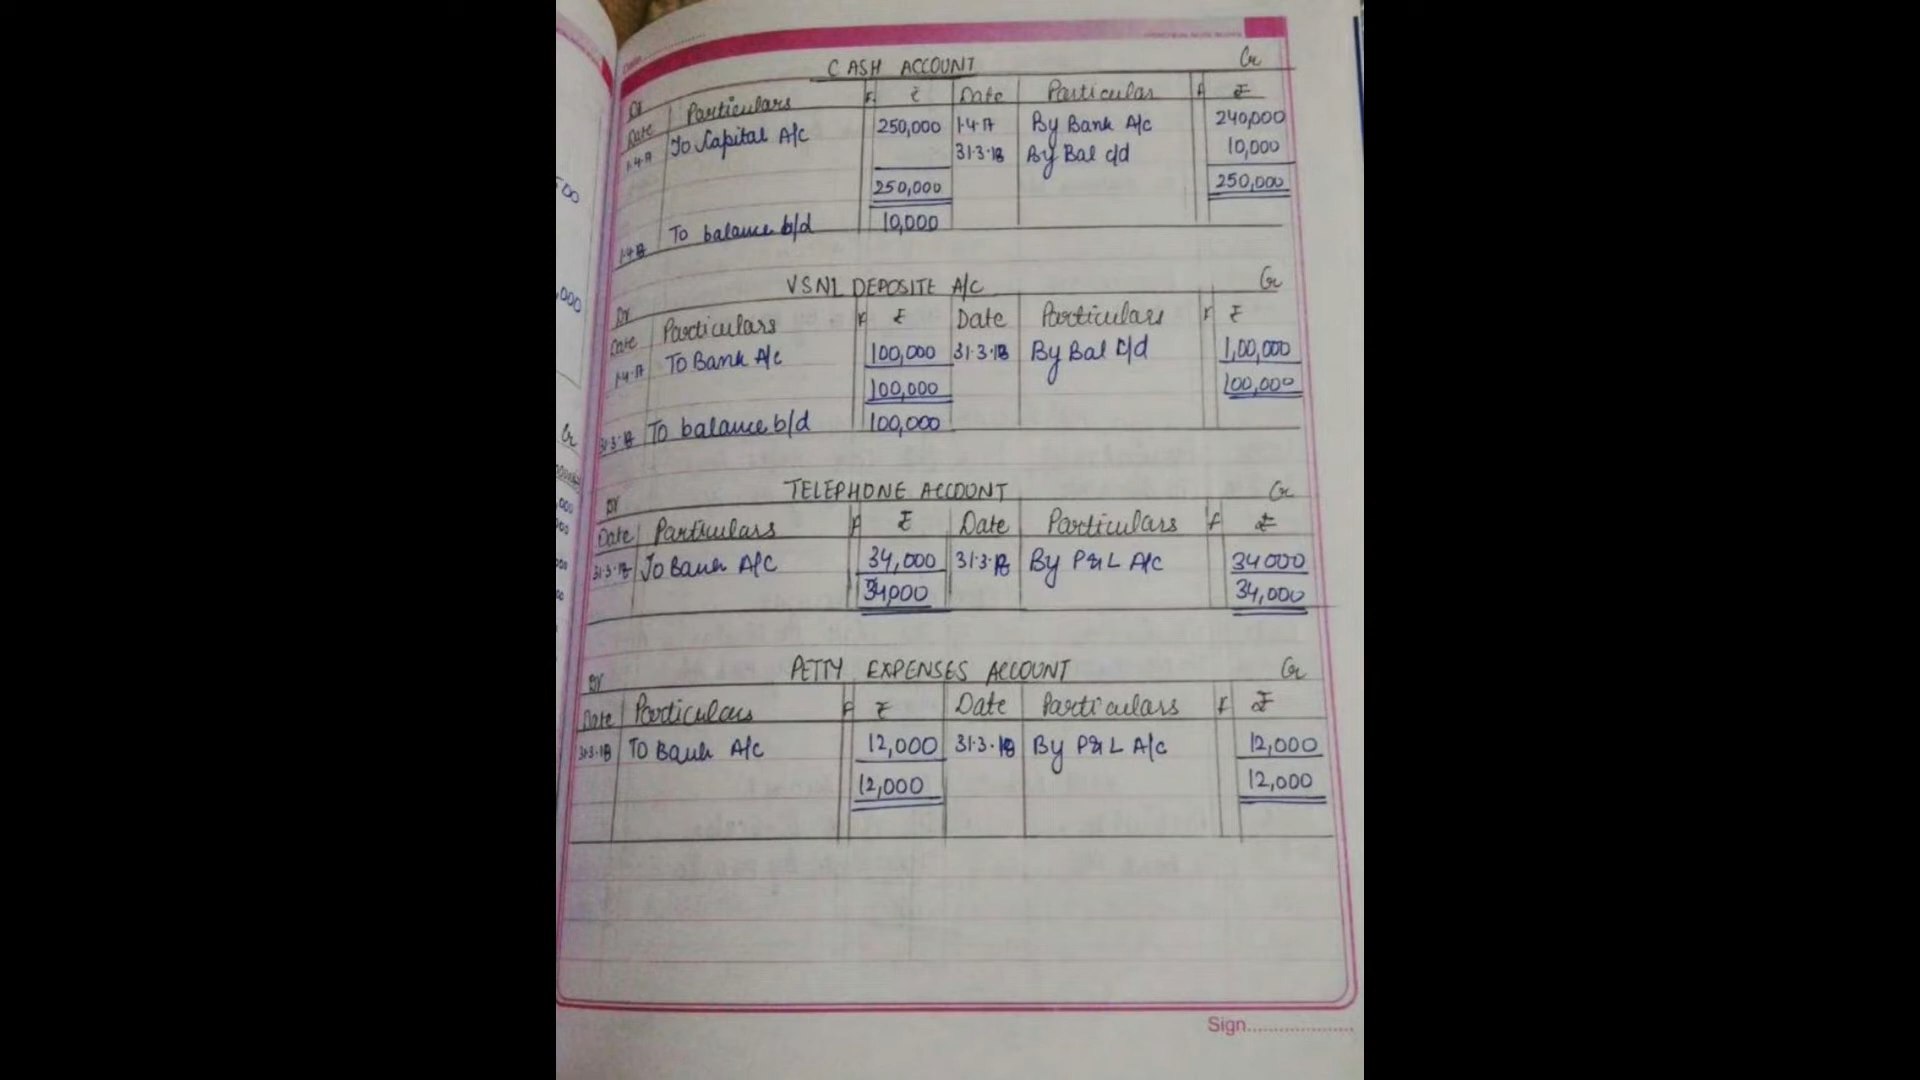 CASH ACCOUNT
Dr Cr
Date Particulars F ₹ Date Particular F ₹
1.4.17 To Capital A/c 250,000 1.4.17 By Bank A/c 240,000
31.3.18 By Bal c/d 10,000
250,000 250,000
1.4.18 To balance b/d 10,000
VSNL DEPOSITE A/c
Dr Cr
Date Particulars F ₹ Date Particulars F ₹
1.4.17 To Bank A/c 100,000 31.3.18 By Bal c/d 1,00,000
100,000 100,000
31.3.18 To balance b/d 100,000
TELEPHONE ACCOUNT
Dr Cr
Date Particulars F ₹ Date Particulars F ₹
31.3.18 To Bank A/C 34,000 31.3.18 By P&L A/c 34000
34,000 34,000
PETTY EXPENSES ACCOUNT
Dr Cr
Date Particulars F ₹ Date Particulars F ₹
31.3.18 To Bank A/c 12,000 31.3.18 By P&L A/c 12,000
12,000 12,000
Sign....................